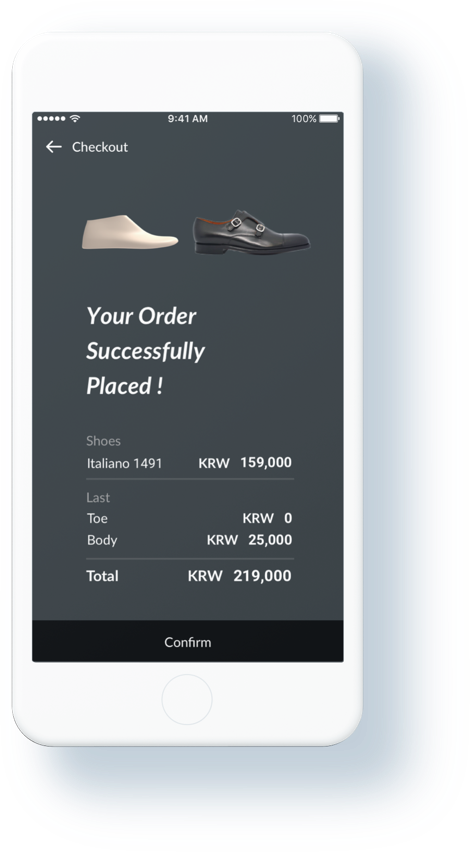 9:41 AM 100%
Checkout
Your Order
Successfully
Placed !
Shoes
Italiano 1491 KRW 159,000
Last
Toe KRW 0
Body KRW 25,000
Total KRW 219,000
Confirm